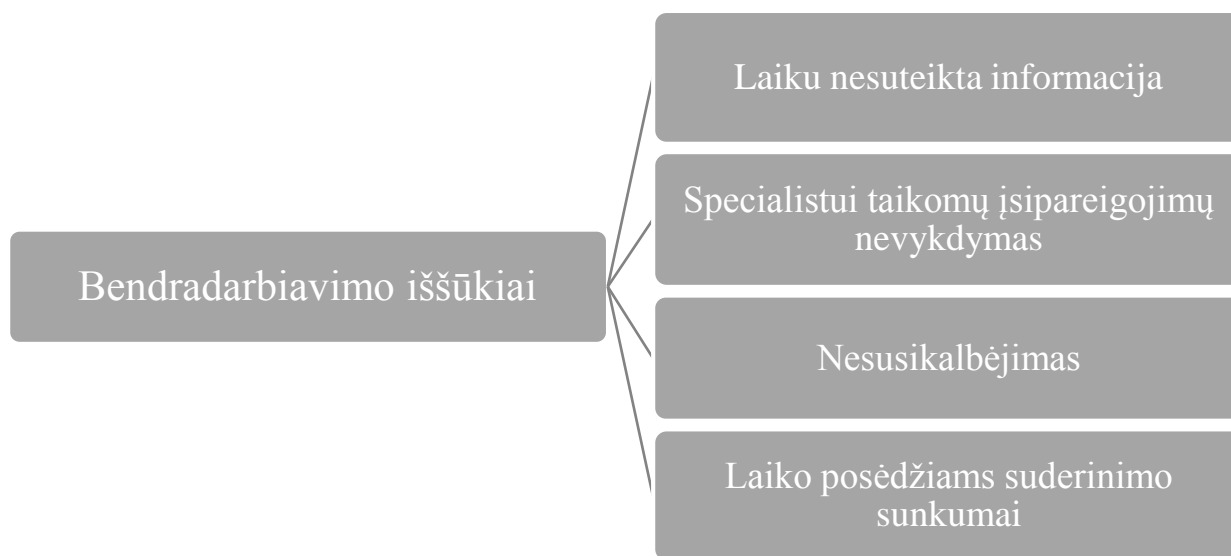 Bendradarbiavimo iššūkiai
Laiku nesuteikta informacija
Specialistui taikomų įsipareigojimų
nevykdymas
Nesusikalbėjimas
Laiko posėdžiams suderinimo
sunkumai